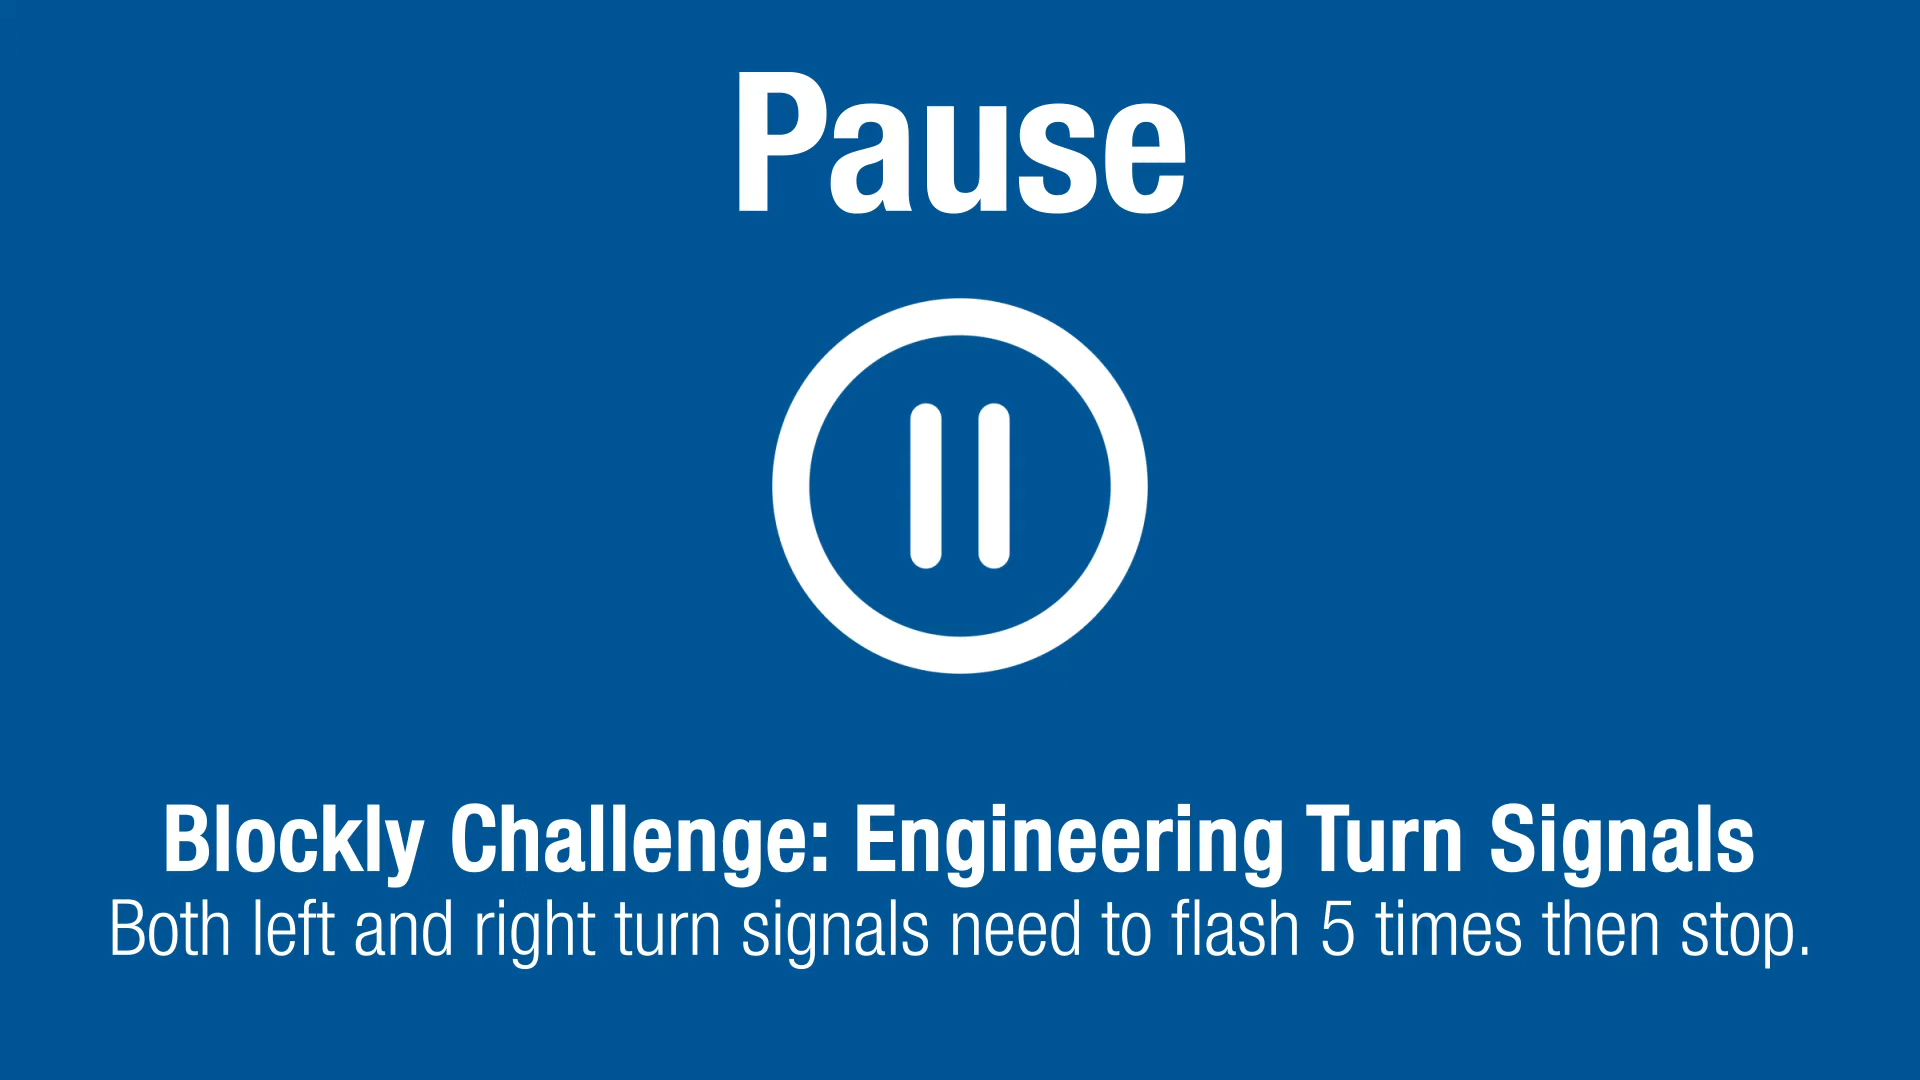 Pause
Blockly Challenge: Engineering Turn Signals
Both left and right turn signals need to flash 5 times then stop.